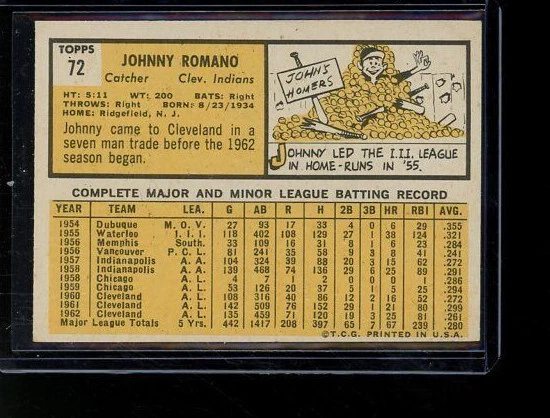 TOPPS
72
JOHNNY ROMANO
Catcher Clev. Indians
HT: 5:11 WT: 200 BATS: Right
THROWS: Right BORN: 8/23/1934
HOME: Ridgefield, N. J.
Johnny came to Cleveland in a
seven man trade before the 1962
season began.
JOHN'S
HOMERS
JOHNNY LED THE I.I.I. LEAGUE
IN HOME-RUNS IN '55.
COMPLETE MAJOR AND MINOR LEAGUE BATTING RECORD
YEAR TEAM LEA. G AB R H 2B 3B HR RBI AVG.
1954 Dubuque M. O. V. 27 93 17 33 4 0 6 29 .355
1955 Waterloo I. I. I. 118 402 108 129 27 1 38 124 .321
1956 Memphis South. 33 109 16 31 8 1 6 23 .284
1956 Vancouver P. C. L. 81 241 35 58 9 3 8 41 .241
1957 Indianapolis A. A. 104 324 39 88 20 3 15 62 .272
1958 Indianapolis A. A. 139 468 74 136 29 6 25 89 .291
1958 Chicago A. L. 4 7 1 2 0 0 0 1 .286
1959 Chicago A. L. 53 126 20 37 5 1 5 25 .294
1960 Cleveland A. L. 108 316 40 86 12 2 16 52 .272
1961 Cleveland A. L. 142 509 76 152 29 1 21 80 .299
1962 Cleveland A. L. 135 459 71 120 19 3 25 81 .261
Major League Totals 5 Yrs. 442 1417 208 397 65 7 67 239 .280
©T.C.G. PRINTED IN U.S.A.